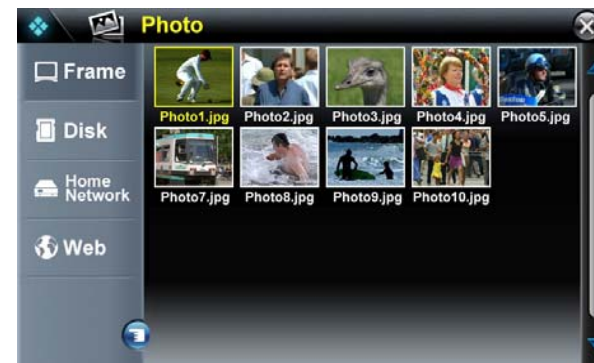 Photo
Frame
Disk
Home
Network
Web
Photo1.jpg Photo2.jpg Photo3.jpg Photo4.jpg Photo5.jpg
Photo7.jpg Photo8.jpg Photo9.jpg Photo10.jpg